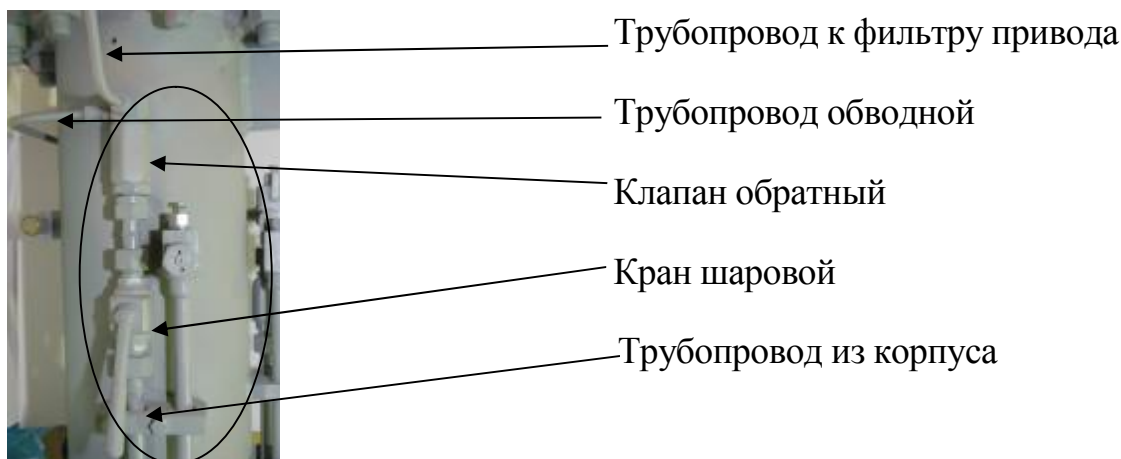 Трубопровод к фильтру привода
Трубопровод обводной
Клапан обратный
Кран шаровой
Трубопровод из корпуса